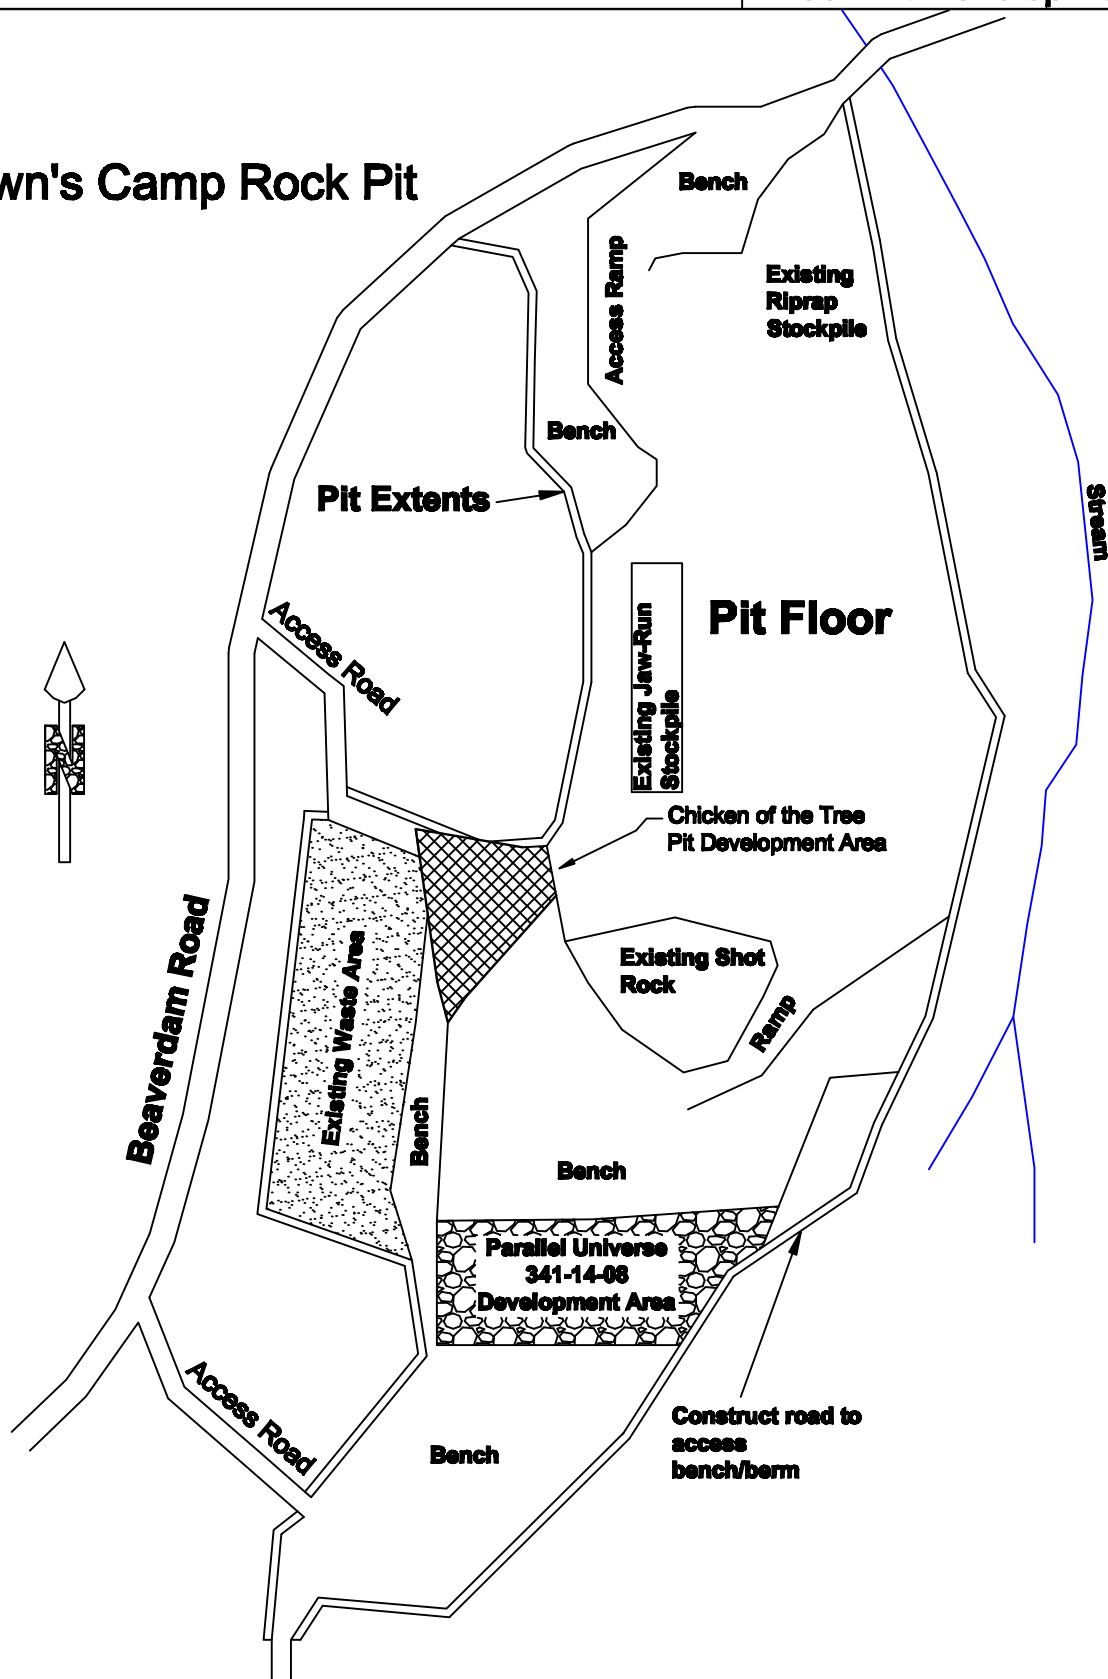 Camp Rock Pit
Bench
Access Ramp
Existing
Riprap
Stockpile
Bench
Pit Extents
Stream
Pit Floor
Access Road
Existing Jaw-Run
Stockpile
Chicken of the Tree
Pit Development Area
Beaverdam Road
Existing Waste Area
Existing Shot
Rock
Ramp
Bench
Bench
Parallel Universe
341-14-08
Development Area
Access Road
Construct road to
access
bench/berm
Bench